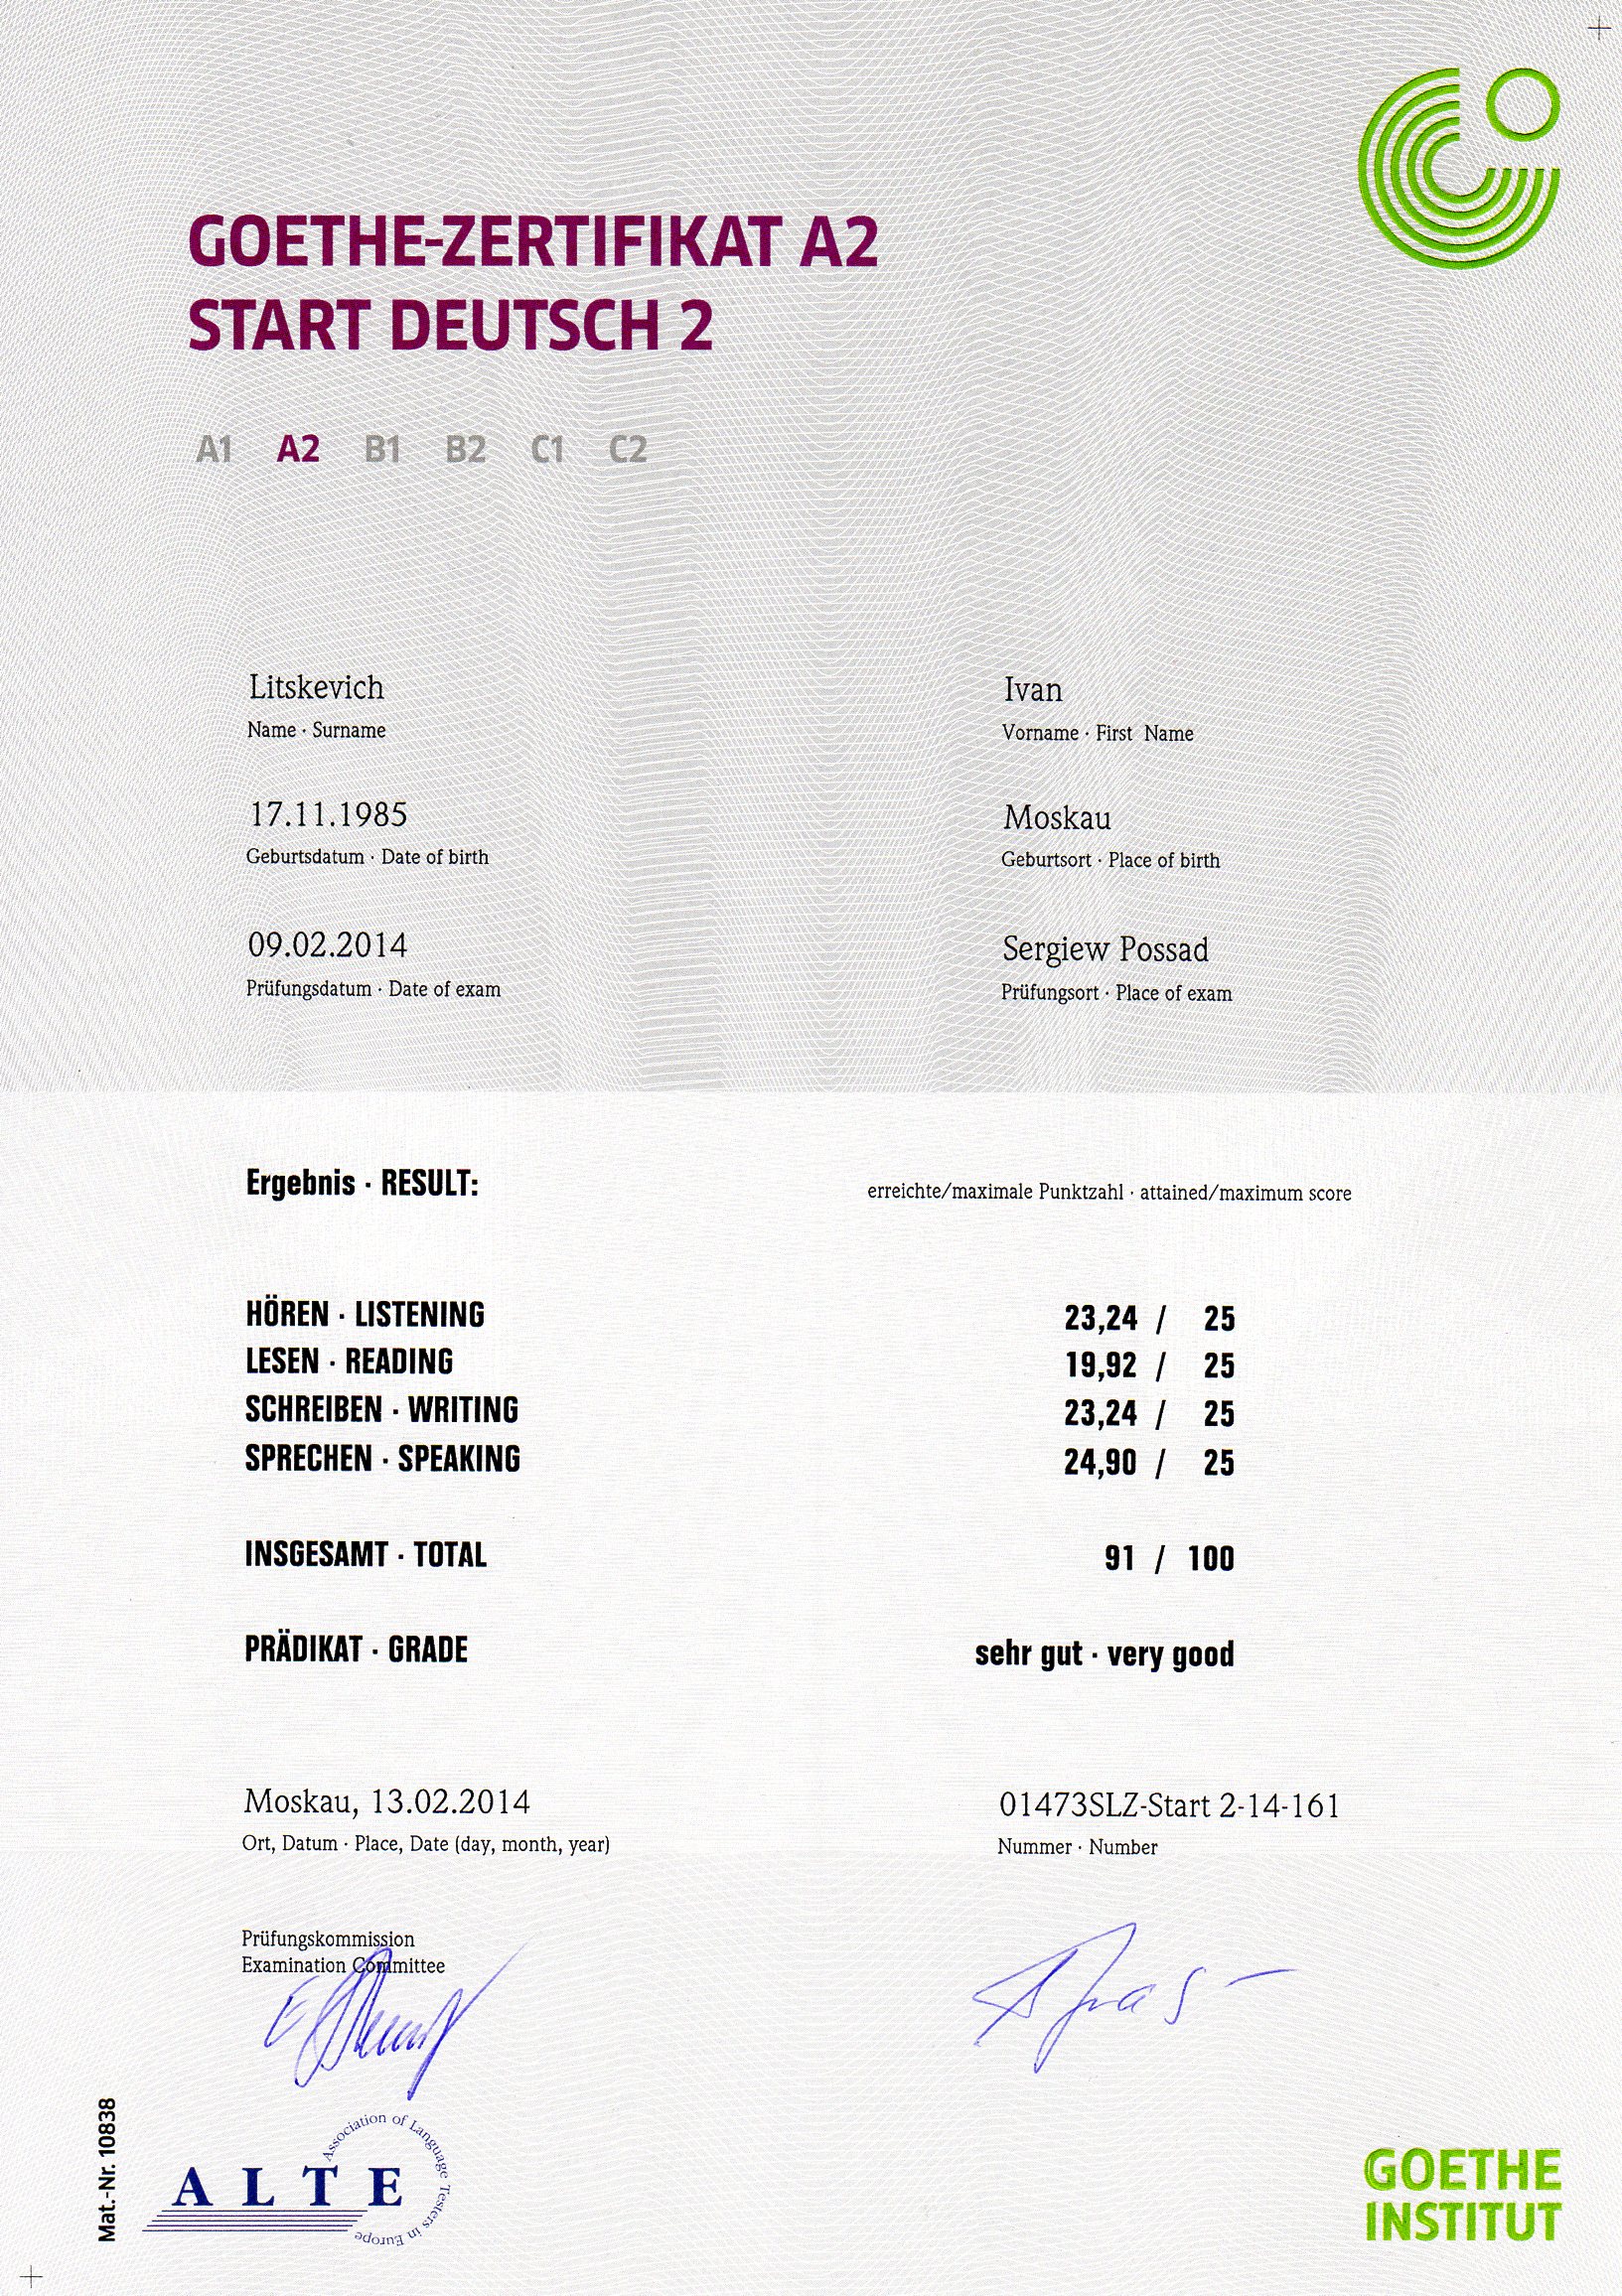 GOETHE-ZERTIFIKAT A2
START DEUTSCH 2
A1 A2 B1 B2 C1 C2
Litskevich Ivan
Name · Surname Vorname · First Name
17.11.1985 Moskau
Geburtsdatum · Date of birth Geburtsort · Place of birth
09.02.2014 Sergiew Possad
Prüfungsdatum · Date of exam Prüfungsort · Place of exam
Ergebnis · RESULT: erreichte/maximale Punktzahl · attained/maximum score
HÖREN · LISTENING 23,24 / 25
LESEN · READING 19,92 / 25
SCHREIBEN · WRITING 23,24 / 25
SPRECHEN · SPEAKING 24,90 / 25
INSGESAMT · TOTAL 91 / 100
PRÄDIKAT · GRADE sehr gut · very good
Moskau, 13.02.2014 01473SLZ-Start 2-14-161
Ort, Datum · Place, Date (day, month, year) Nummer · Number
Prüfungskommission
Examination Committee
Mat.-Nr. 10838
ALTE
Association of Language Testers in Europe
GOETHE
INSTITUT